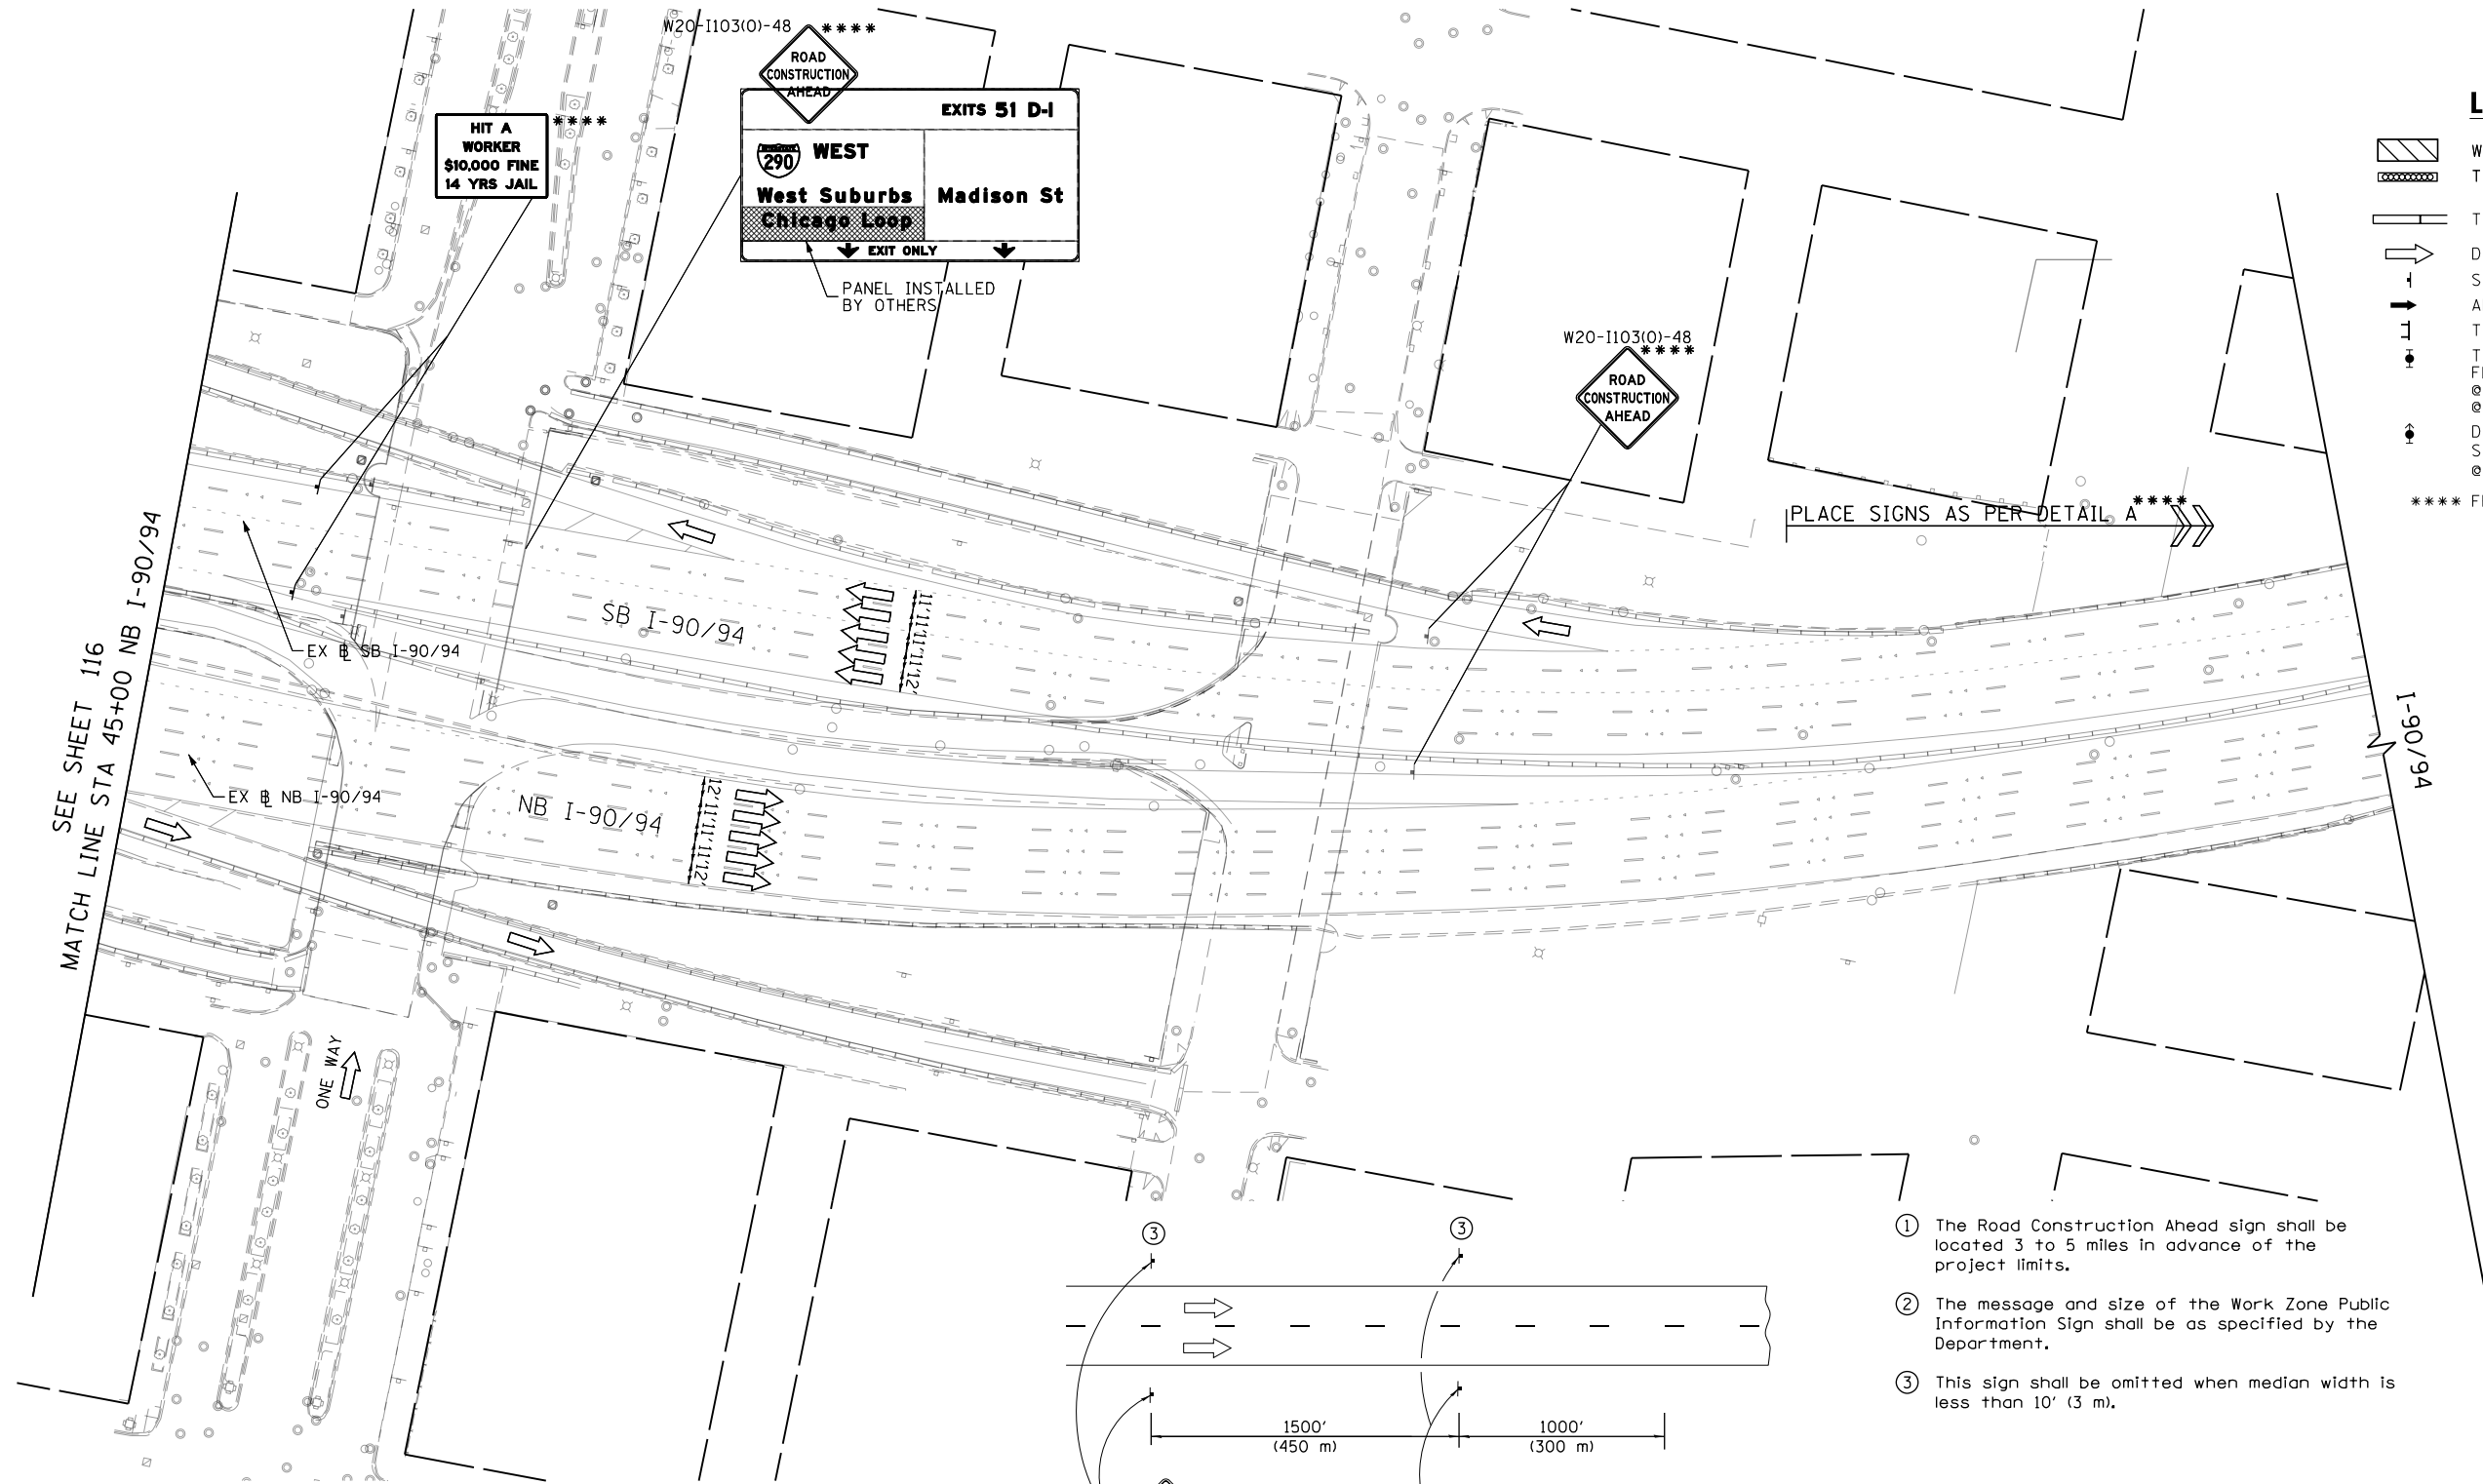 W20-I103(0)-48
****
ROAD
CONSTRUCTION
AHEAD
HIT A
WORKER
$10,000 FINE
14 YRS JAIL
****
EXITS 51 D-I
INTERSTATE
290
WEST
West Suburbs
Chicago Loop
Madison St
EXIT ONLY
PANEL INSTALLED
BY OTHERS
W20-I103(0)-48
****
ROAD
CONSTRUCTION
AHEAD
PLACE SIGNS AS PER DETAIL A
****
L
W
T
T
D
S
A
T
T
FL
@
@
D
S
@
**** F
SEE SHEET 116
MATCH LINE STA 45+00 NB I-90/94
EX B SB I-90/94
EX B NB I-90/94
SB I-90/94
11'11'11'11'12'
NB I-90/94
12'11'11'11'12'
I-90/94
ONE WAY
3
3
1500'
(450 m)
1000'
(300 m)
1 The Road Construction Ahead sign shall be
located 3 to 5 miles in advance of the
project limits.
2 The message and size of the Work Zone Public
Information Sign shall be as specified by the
Department.
3 This sign shall be omitted when median width is
less than 10' (3 m).